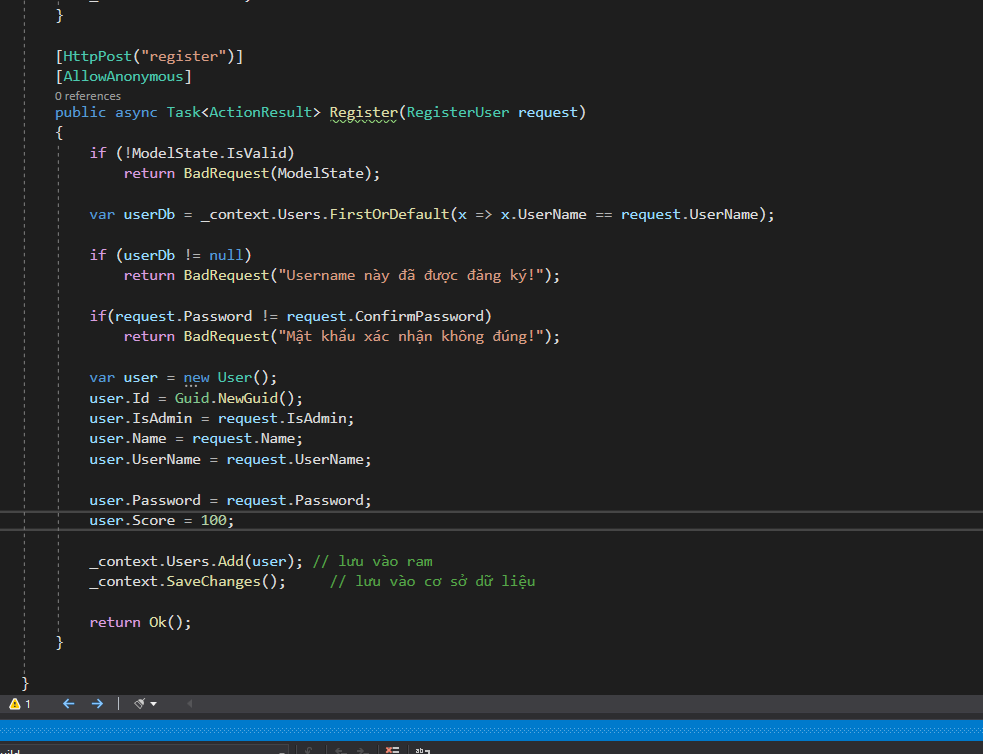 }
[HttpPost("register")]
[AllowAnonymous]
0 references
public async Task<ActionResult> Register(RegisterUser request)
{
if (!ModelState.IsValid)
return BadRequest(ModelState);
var userDb = _context.Users.FirstOrDefault(x => x.UserName == request.UserName);
if (userDb != null)
return BadRequest("Username này đã được đăng ký!");
if(request.Password != request.ConfirmPassword)
return BadRequest("Mật khẩu xác nhận không đúng!");
var user = new User();
user.Id = Guid.NewGuid();
user.IsAdmin = request.IsAdmin;
user.Name = request.Name;
user.UserName = request.UserName;
user.Password = request.Password;
user.Score = 100;
_context.Users.Add(user); // lưu vào ram
_context.SaveChanges(); // lưu vào cơ sở dữ liệu
return Ok();
}
}
1